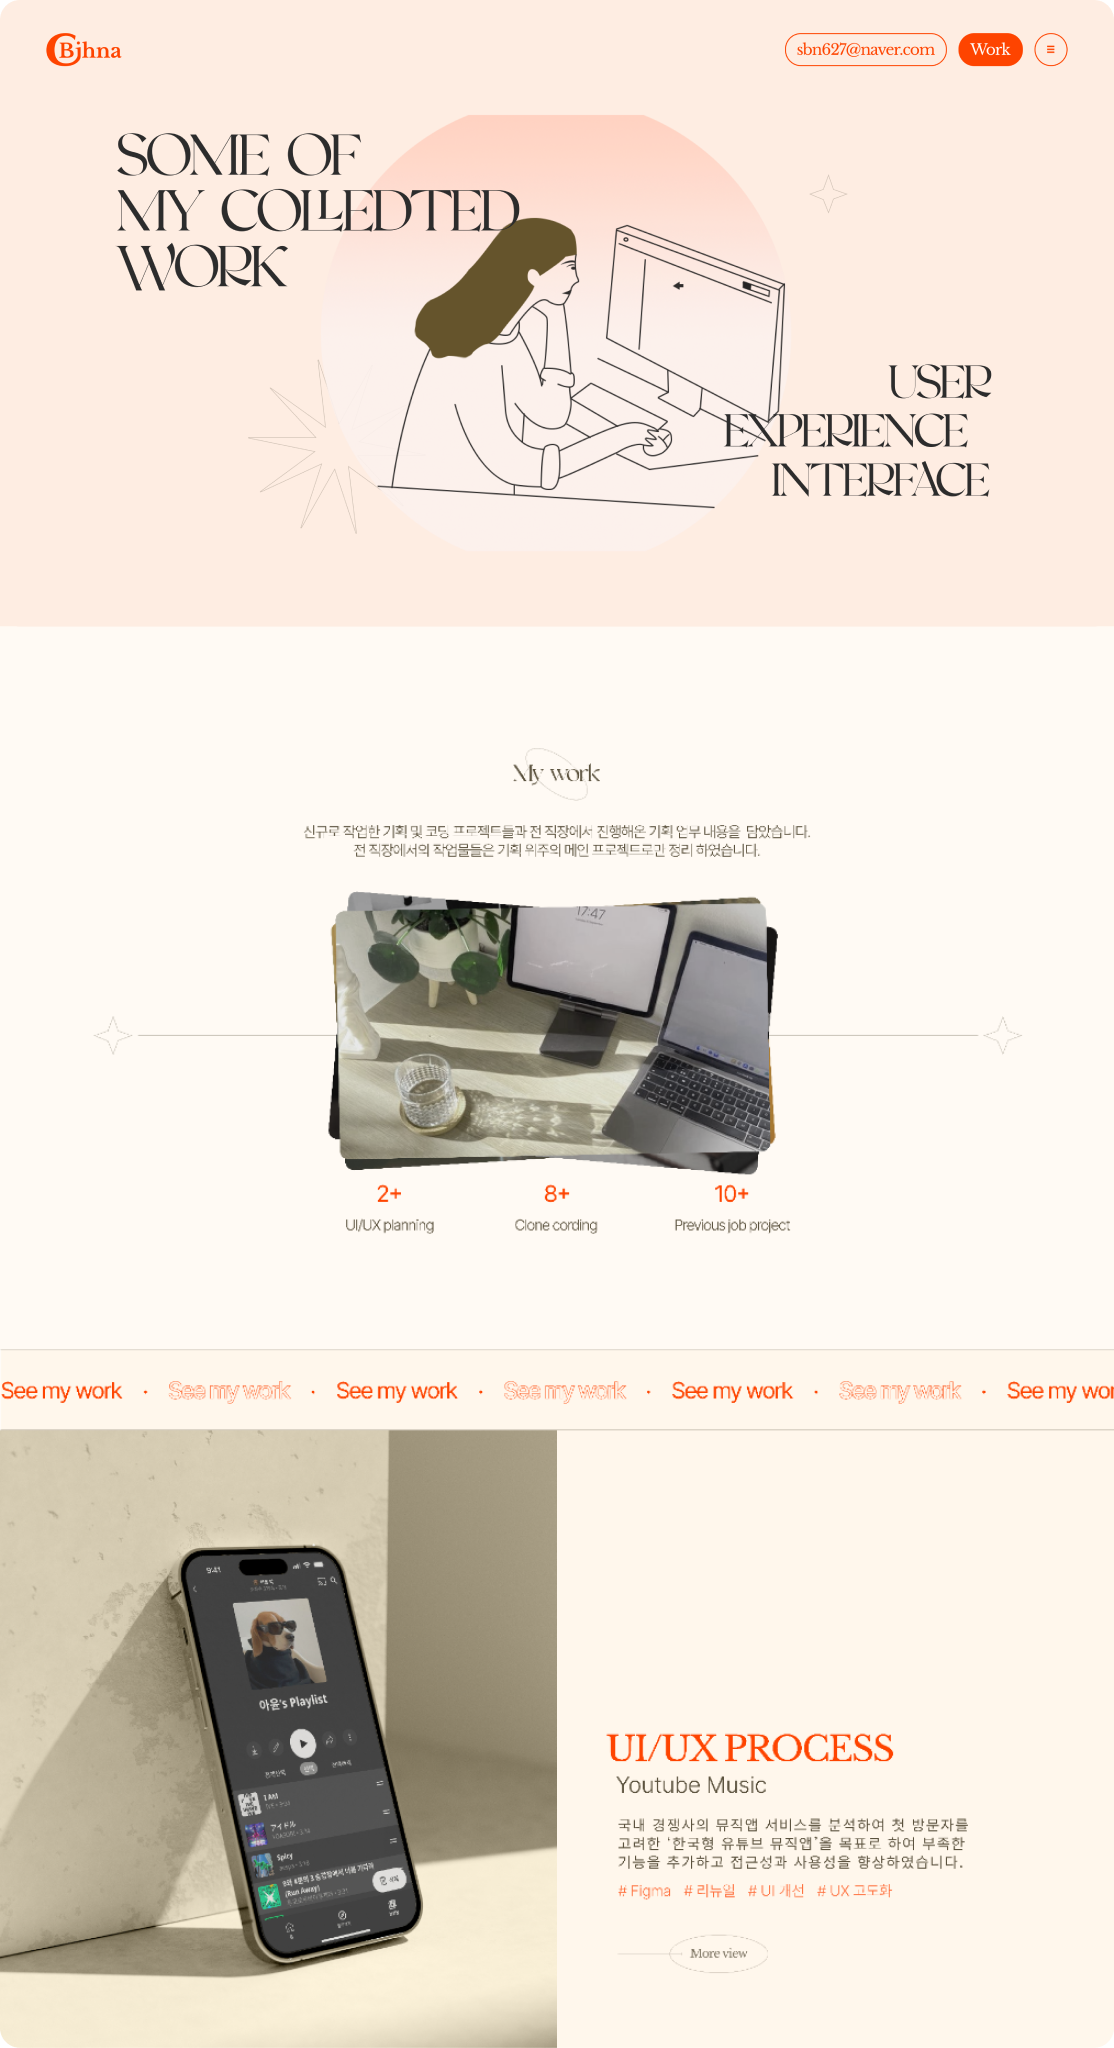 Bjhna
sbn627@naver.com
Work
SOME OF
MY COLLEDTED
WORK
USER
EXPERIENCE
INTERFACE
My work
신규로 작업한 기획 및 코딩 프로젝트들과 전 직장에서 진행해온 기획 업무 내용을 담았습니다.
전 직장에서의 작업물들은 기획 위주의 메인 프로젝트로만 정리 하였습니다.
17:47
2+
8+
10+
UI/UX planning
Clone cording
Previous job project
See my work · See my work · See my work · See my work · See my work · See my work · See my wor
9:41
아윤's Playlist
I AM
アイドル
Spicy
(Run Away)
UI/UX PROCESS
Youtube Music
국내 경쟁사의 뮤직앱 서비스를 분석하여 첫 방문자를
고려한 ‘한국형 유튜브 뮤직앱’을 목표로 하여 부족한
기능을 추가하고 접근성과 사용성을 향상하였습니다.
# Figma # 리뉴얼 # UI 개선 # UX 고도화
More view